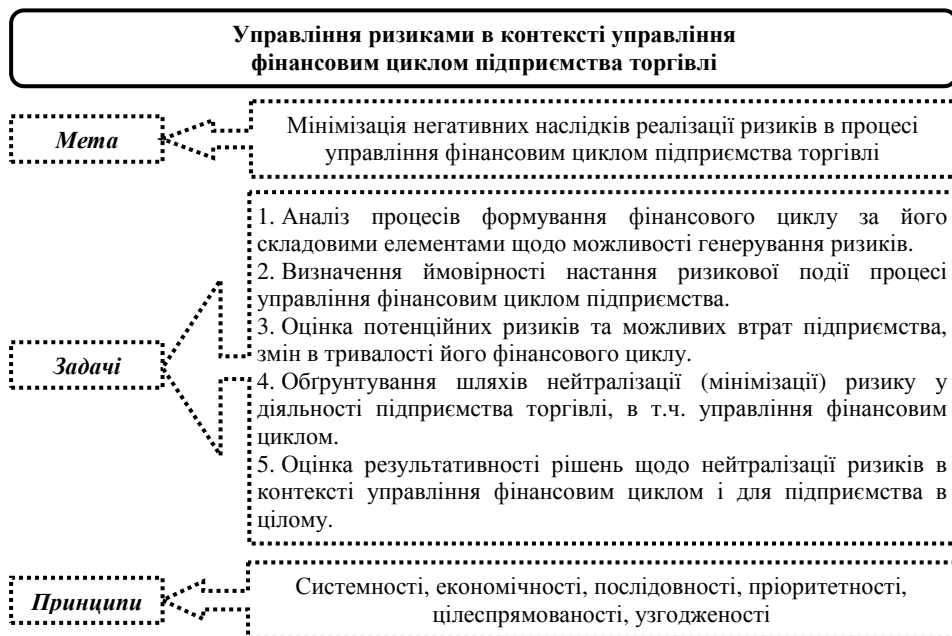 Управління ризиками в контексті управління
фінансовим циклом підприємства торгівлі
Мета
Мінімізація негативних наслідків реалізації ризиків в процесі
управління фінансовим циклом підприємства торгівлі
Задачі
1. Аналіз процесів формування фінансового циклу за його
складовими елементами щодо можливості генерування ризиків.
2. Визначення ймовірності настання ризикової події процесі
управління фінансовим циклом підприємства.
3. Оцінка потенційних ризиків та можливих втрат підприємства,
змін в тривалості його фінансового циклу.
4. Обґрунтування шляхів нейтралізації (мінімізації) ризику у
діяльності підприємства торгівлі, в т.ч. управління фінансовим
циклом.
5. Оцінка результативності рішень щодо нейтралізації ризиків в
контексті управління фінансовим циклом і для підприємства в
цілому.
Принципи
Системності, економічності, послідовності, пріоритетності,
цілеспрямованості, узгодженості